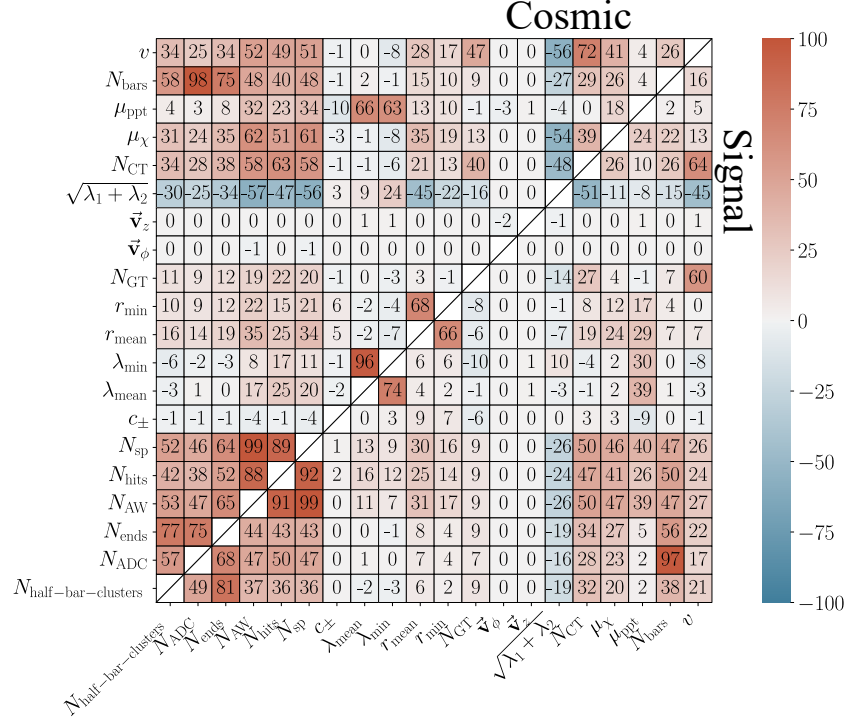 Cosmic
v 34 25 34 52 49 51 -1 0 -8 28 17 47 0 0 -56 72 41 4 26
N_bars 58 98 75 48 40 48 -1 2 -1 15 10 9 0 0 -27 29 26 4 16
μ_ppt 4 3 8 32 23 34 -10 66 63 13 10 -1 -3 1 -4 0 18 2 5
μ_χ 31 24 35 62 51 61 -3 -1 -8 35 19 13 0 0 -54 39 24 22 13
N_CT 34 28 38 58 63 58 -1 -1 -6 21 13 40 0 0 -48 26 10 26 64
√(λ₁ + λ₂) -30 -25 -34 -57 -47 -56 3 9 24 -45 -22 -16 0 0 -51 -11 -8 -15 -45
v⃗_z 0 0 0 0 0 0 0 1 1 0 0 0 -2 -1 0 0 1 0 1
v⃗_ϕ 0 0 0 -1 0 -1 0 0 0 0 0 0 0 0 0 0 0 0 0
N_GT 11 9 12 19 22 20 -1 0 -3 3 -1 0 0 -14 27 4 -1 7 60
r_min 10 9 12 22 15 21 6 -2 -4 68 -8 0 0 -1 8 12 17 4 0
r_mean 16 14 19 35 25 34 5 -2 -7 66 -6 0 0 -7 19 24 29 7 7
λ_min -6 -2 -3 8 17 11 -1 96 6 6 -10 0 1 10 -4 2 30 0 -8
λ_mean -3 1 0 17 25 20 -2 74 4 2 -1 0 1 -3 -1 2 39 1 -3
c_± -1 -1 -1 -4 -1 -4 0 3 9 7 -6 0 0 0 3 3 -9 0 -1
N_sp 52 46 64 99 89 1 13 9 30 16 9 0 0 -26 50 46 40 47 26
N_hits 42 38 52 88 92 2 16 12 25 14 9 0 0 -24 47 41 26 50 24
N_AW 53 47 65 91 99 0 11 7 31 17 9 0 0 -26 50 47 39 47 27
N_ends 77 75 44 43 43 0 0 -1 8 4 9 0 0 -19 34 27 5 56 22
N_ADC 57 68 47 50 47 0 1 0 7 4 7 0 0 -16 28 23 2 97 17
N_half−bar−clusters 49 81 37 36 36 0 -2 -3 6 2 9 0 0 -19 32 20 2 38 21
N_half−bar−clusters N_ADC N_ends N_AW N_hits N_sp c_± λ_mean λ_min r_mean r_min N_GT v⃗_ϕ v⃗_z √(λ₁ + λ₂) N_CT μ_χ μ_ppt N_bars v
Signal
100
75
50
25
0
−25
−50
−75
−100